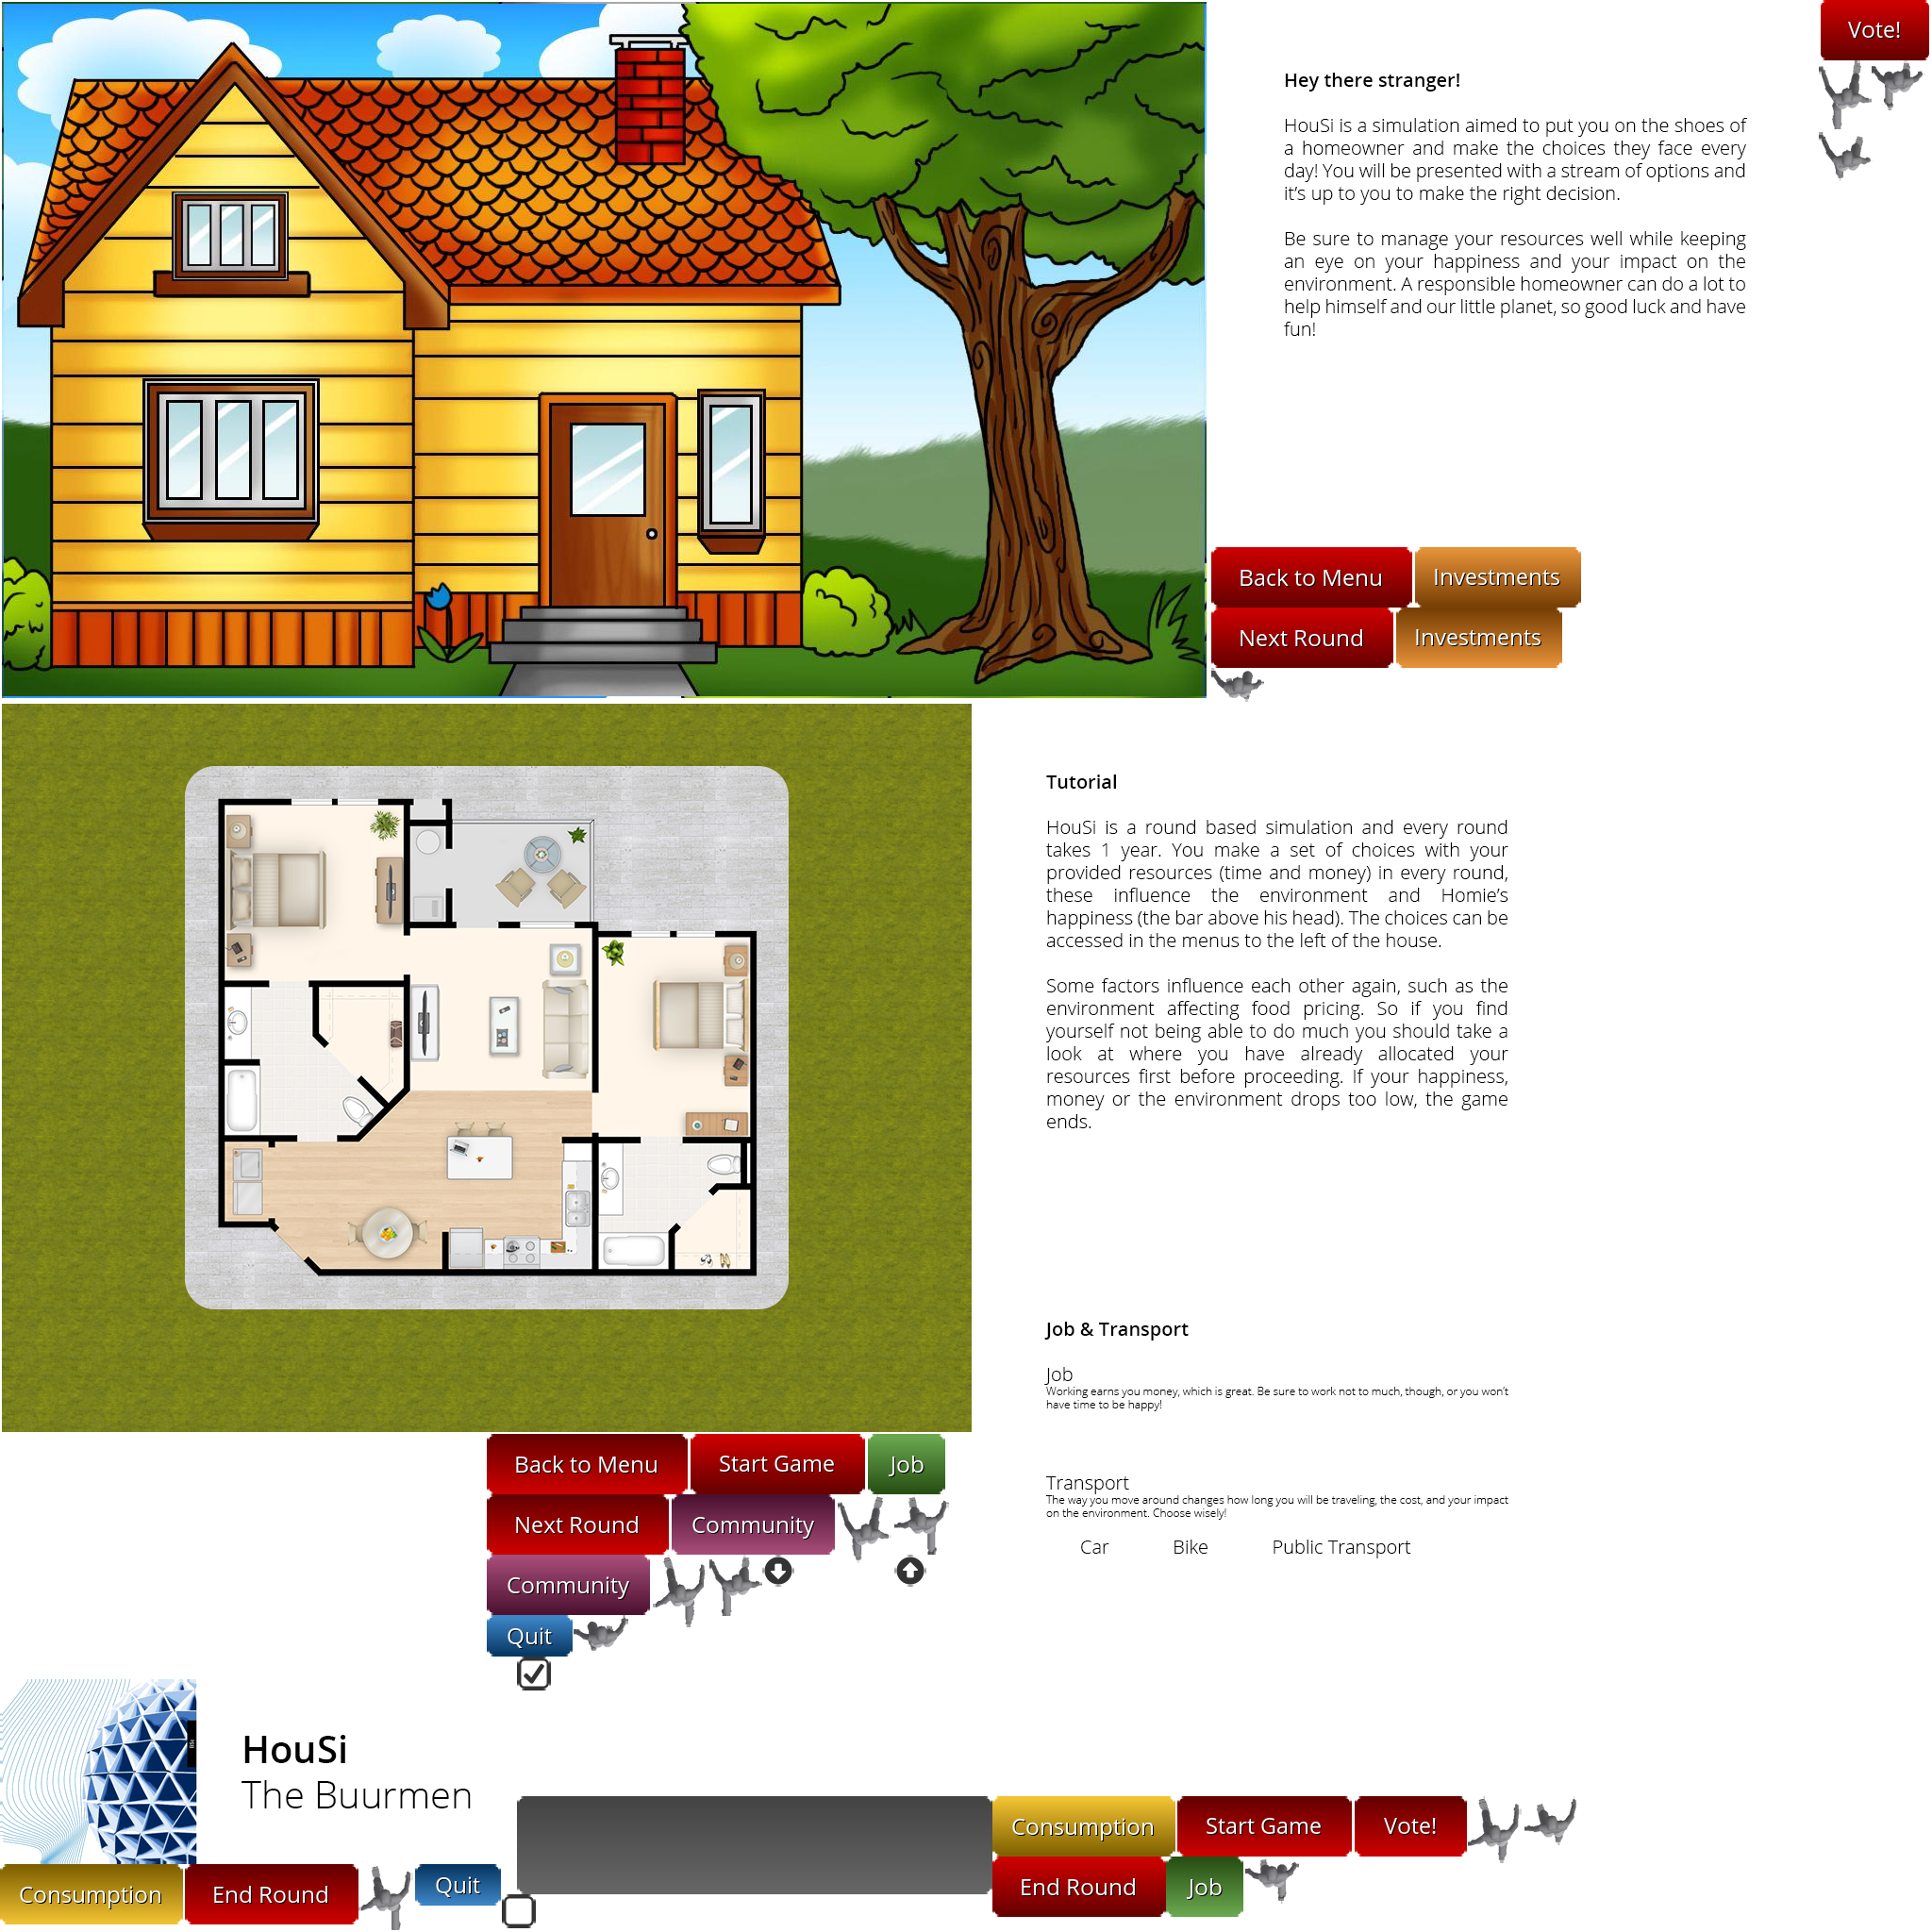 Vote!
Hey there stranger!
HouSi is a simulation aimed to put you on the shoes of
a homeowner and make the choices they face every
day! You will be presented with a stream of options and
it's up to you to make the right decision.
Be sure to manage your resources well while keeping
an eye on your happiness and your impact on the
environment. A responsible homeowner can do a lot to
help himself and our little planet, so good luck and have
fun!
Back to Menu
Investments
Next Round
Investments
Tutorial
HouSi is a round based simulation and every round
takes 1 year. You make a set of choices with your
provided resources (time and money) in every round,
these influence the environment and Homie's
happiness (the bar above his head). The choices can be
accessed in the menus to the left of the house.
Some factors influence each other again, such as the
environment affecting food pricing. So if you find
yourself not being able to do much you should take a
look at where you have already allocated your
resources first before proceeding. If your happiness,
money or the environment drops too low, the game
ends.
Job & Transport
Job
Working earns you money, which is great. Be sure to work not to much, though, or you won't
have time to be happy!
Transport
The way you move around changes how long you will be traveling, the cost, and your impact
on the environment. Choose wisely!
Car
Bike
Public Transport
Back to Menu
Start Game
Job
Next Round
Community
Community
Quit
HouSi
The Buurmen
Consumption
Start Game
Vote!
End Round
Job
Consumption
End Round
Quit